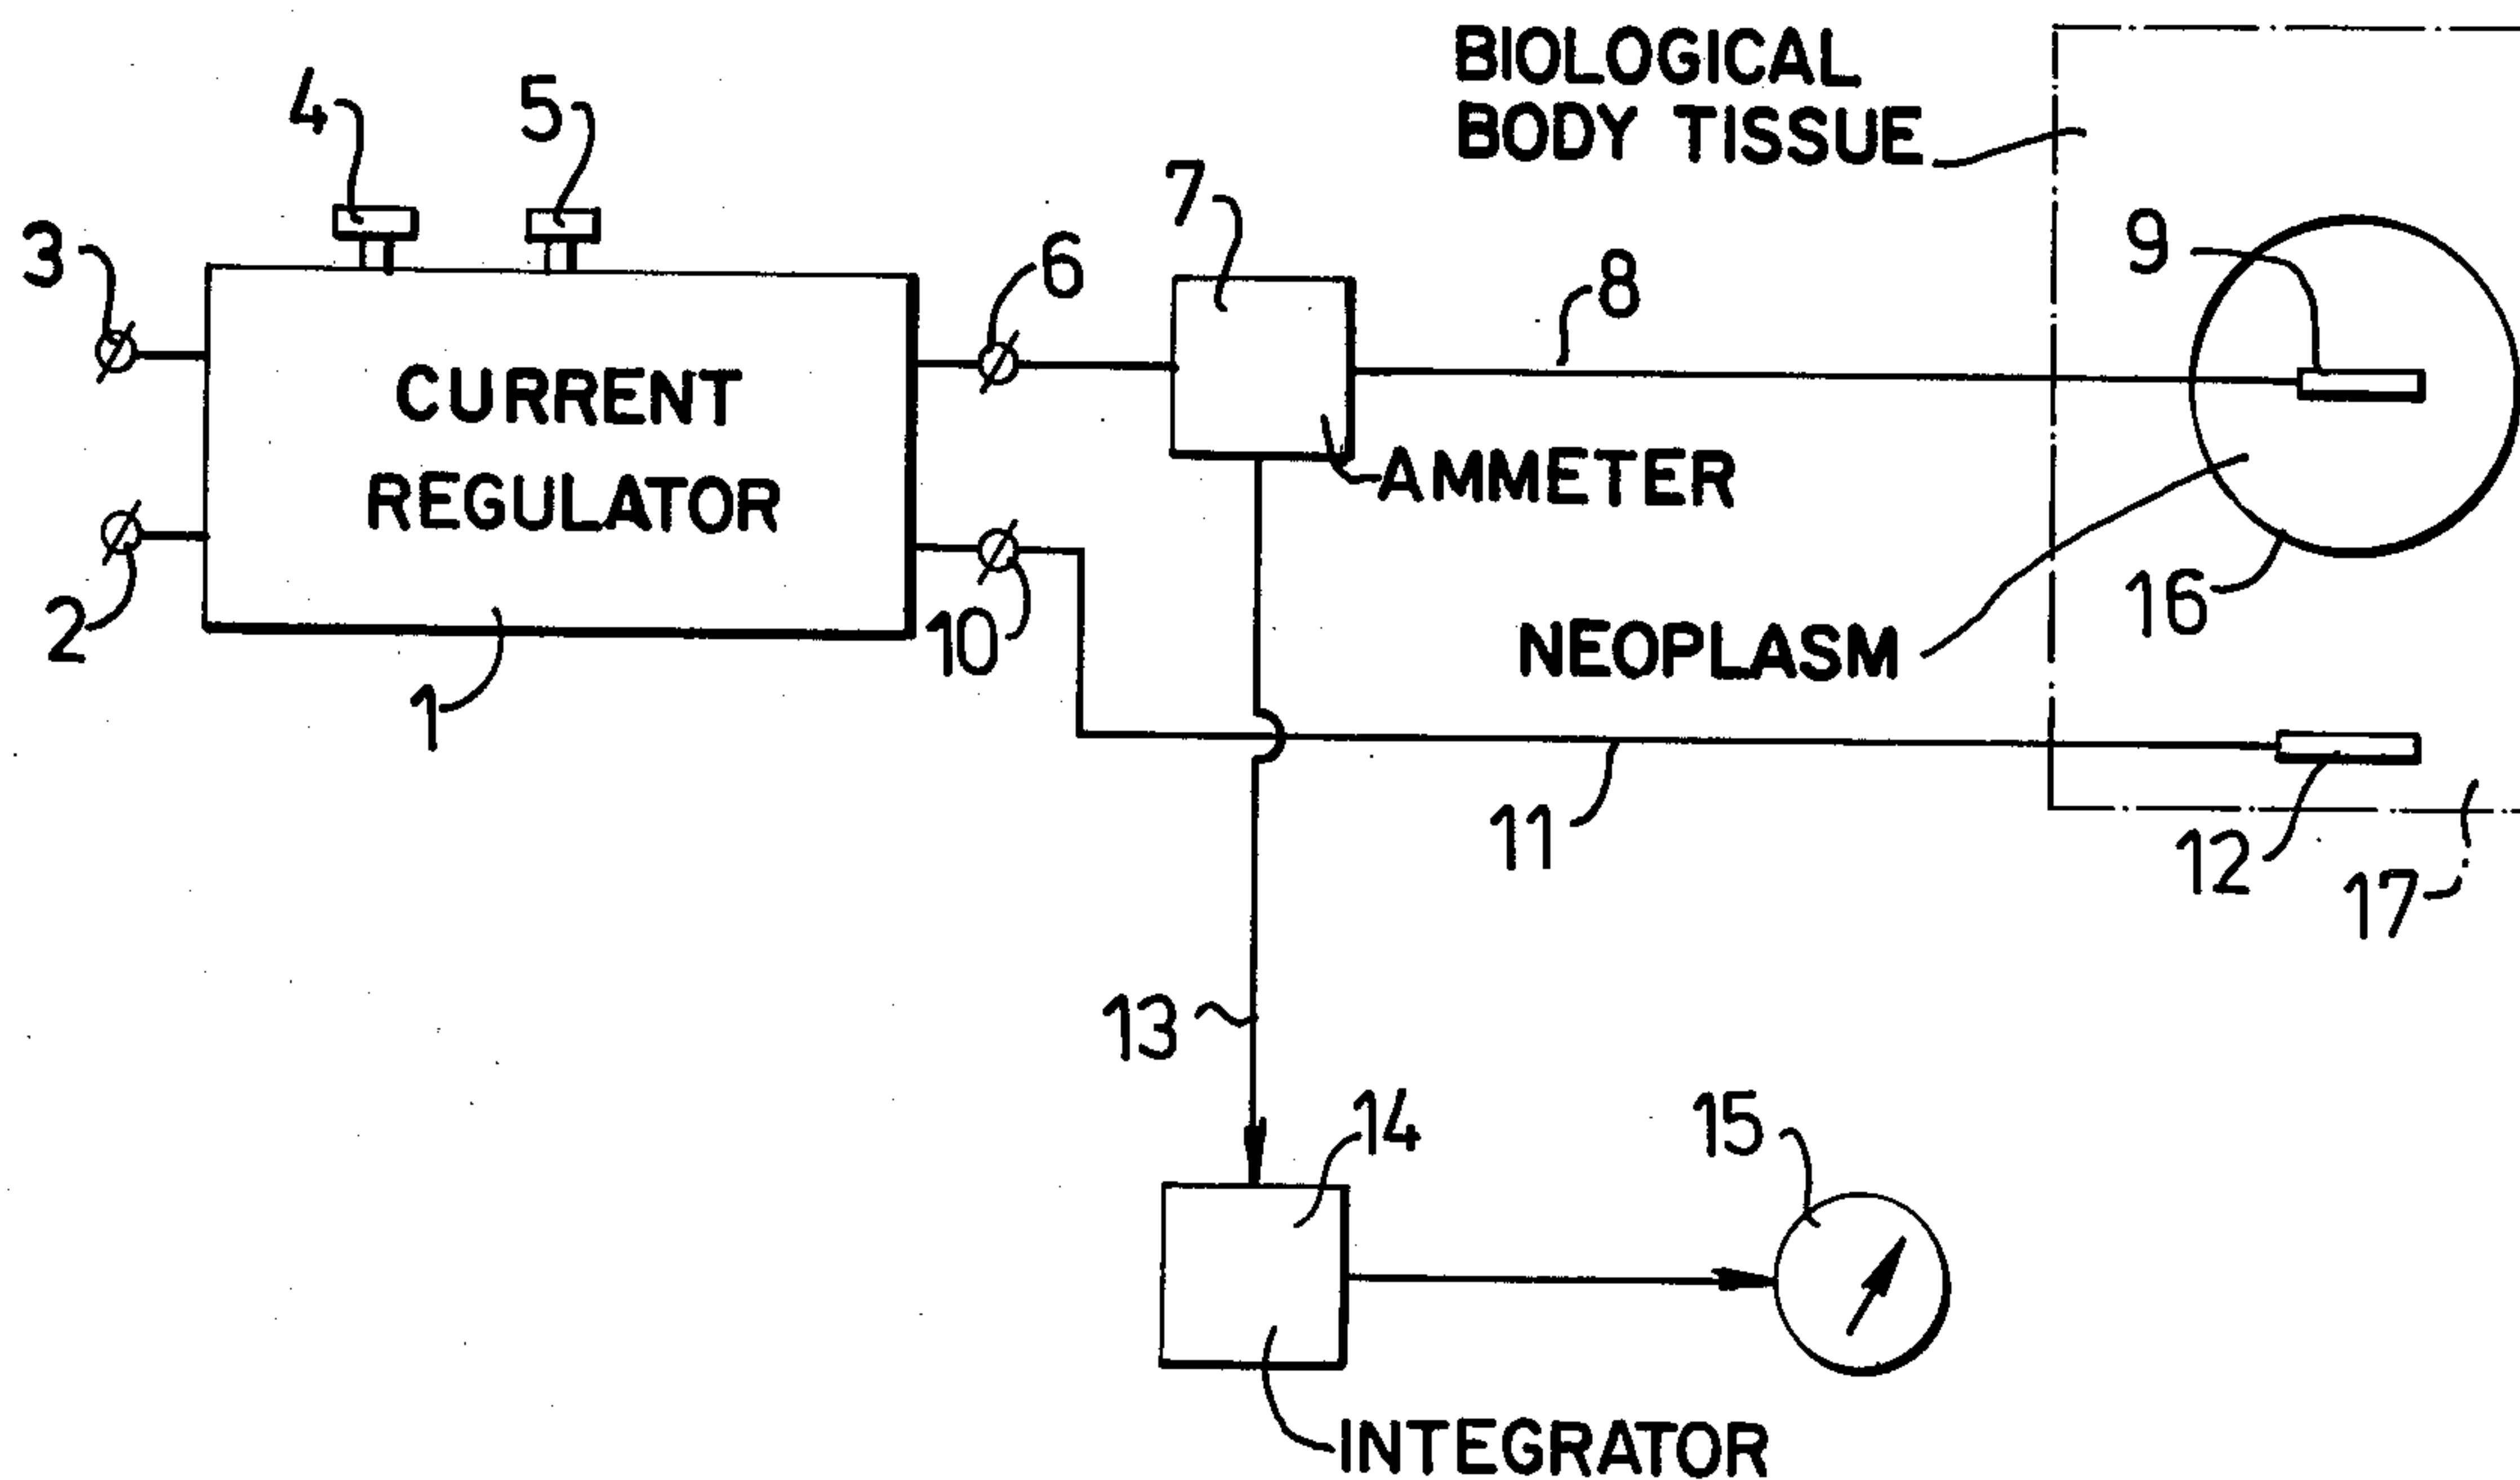 BIOLOGICAL
BODY TISSUE
4
5
7
3
6
8
9
CURRENT
REGULATOR
AMMETER
2
1
10
NEOPLASM
16
11
12
17
13
14
15
INTEGRATOR